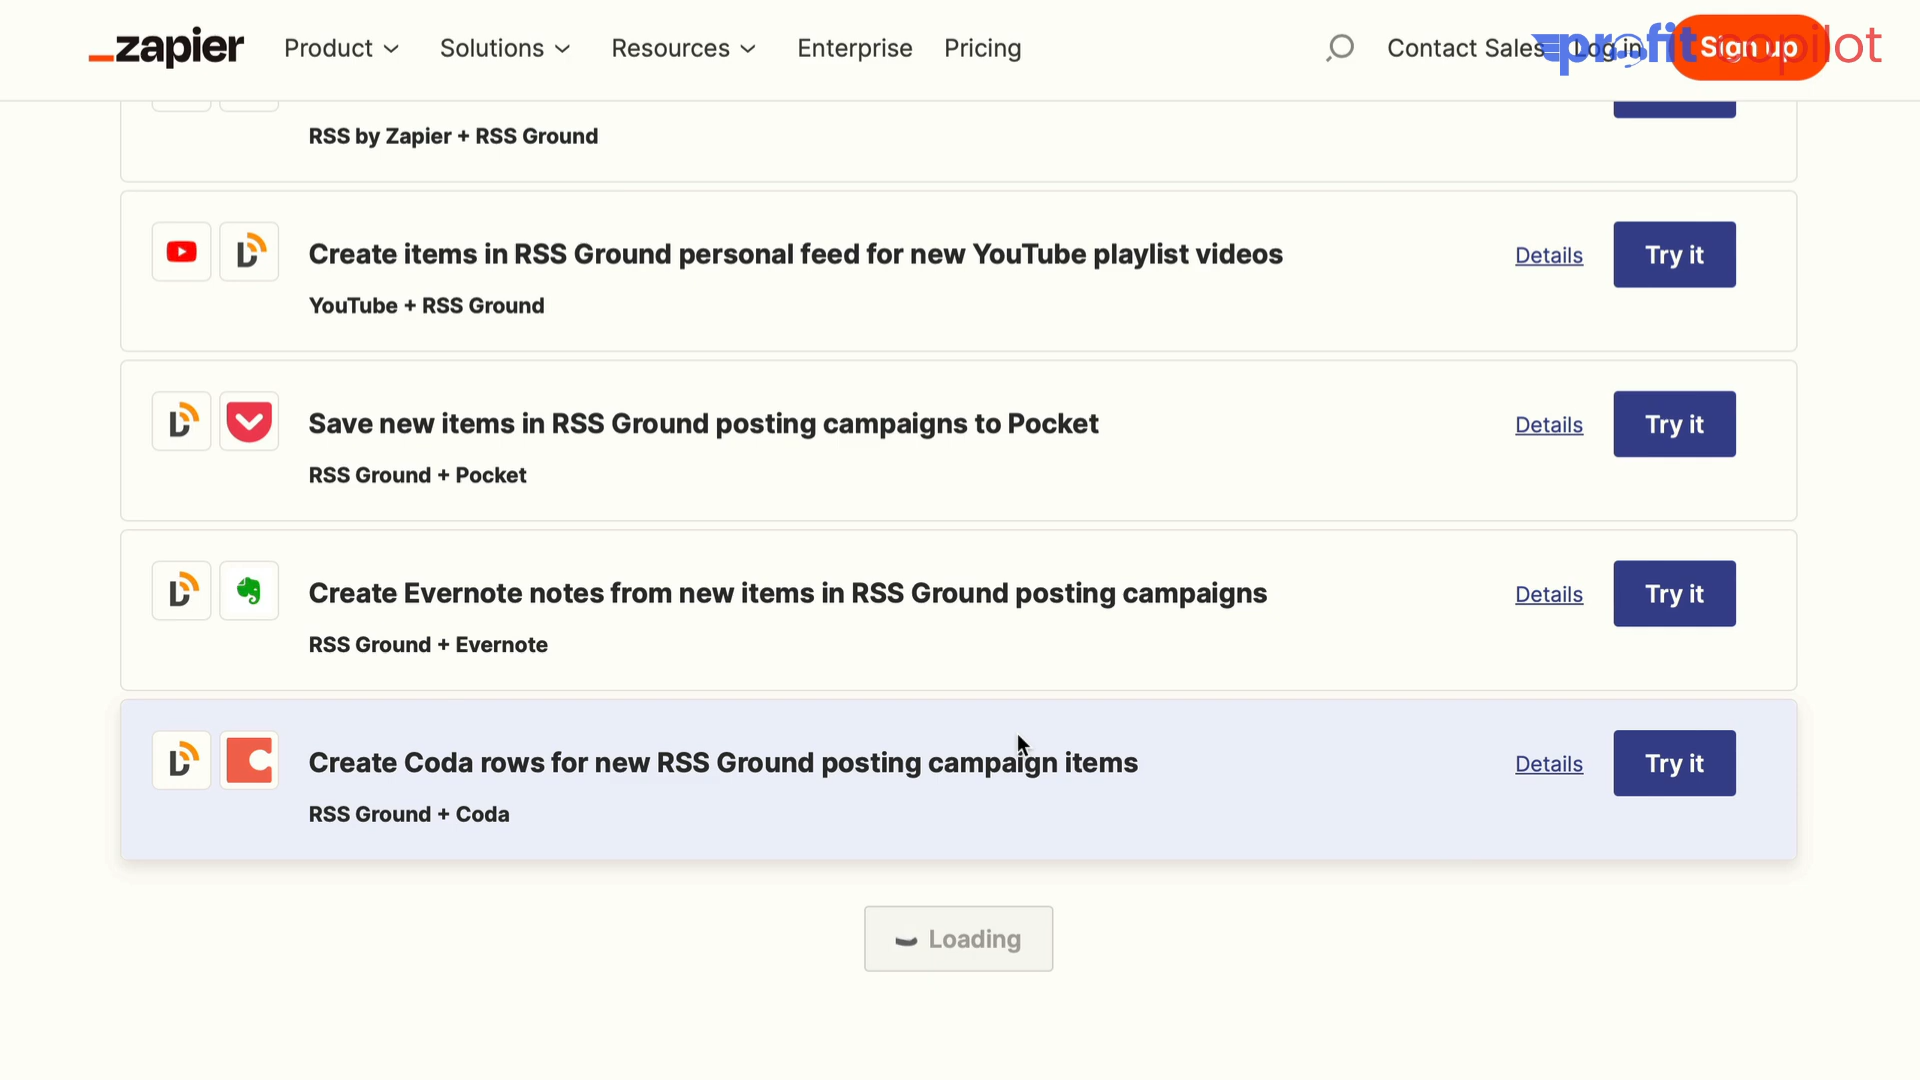 zapier Product Solutions Resources Enterprise Pricing Contact Sales Log in Sign up
profit copilot
RSS by Zapier + RSS Ground
Create items in RSS Ground personal feed for new YouTube playlist videos
Details
Try it
YouTube + RSS Ground
Save new items in RSS Ground posting campaigns to Pocket
Details
Try it
RSS Ground + Pocket
Create Evernote notes from new items in RSS Ground posting campaigns
Details
Try it
RSS Ground + Evernote
Create Coda rows for new RSS Ground posting campaign items
Details
Try it
RSS Ground + Coda
Loading